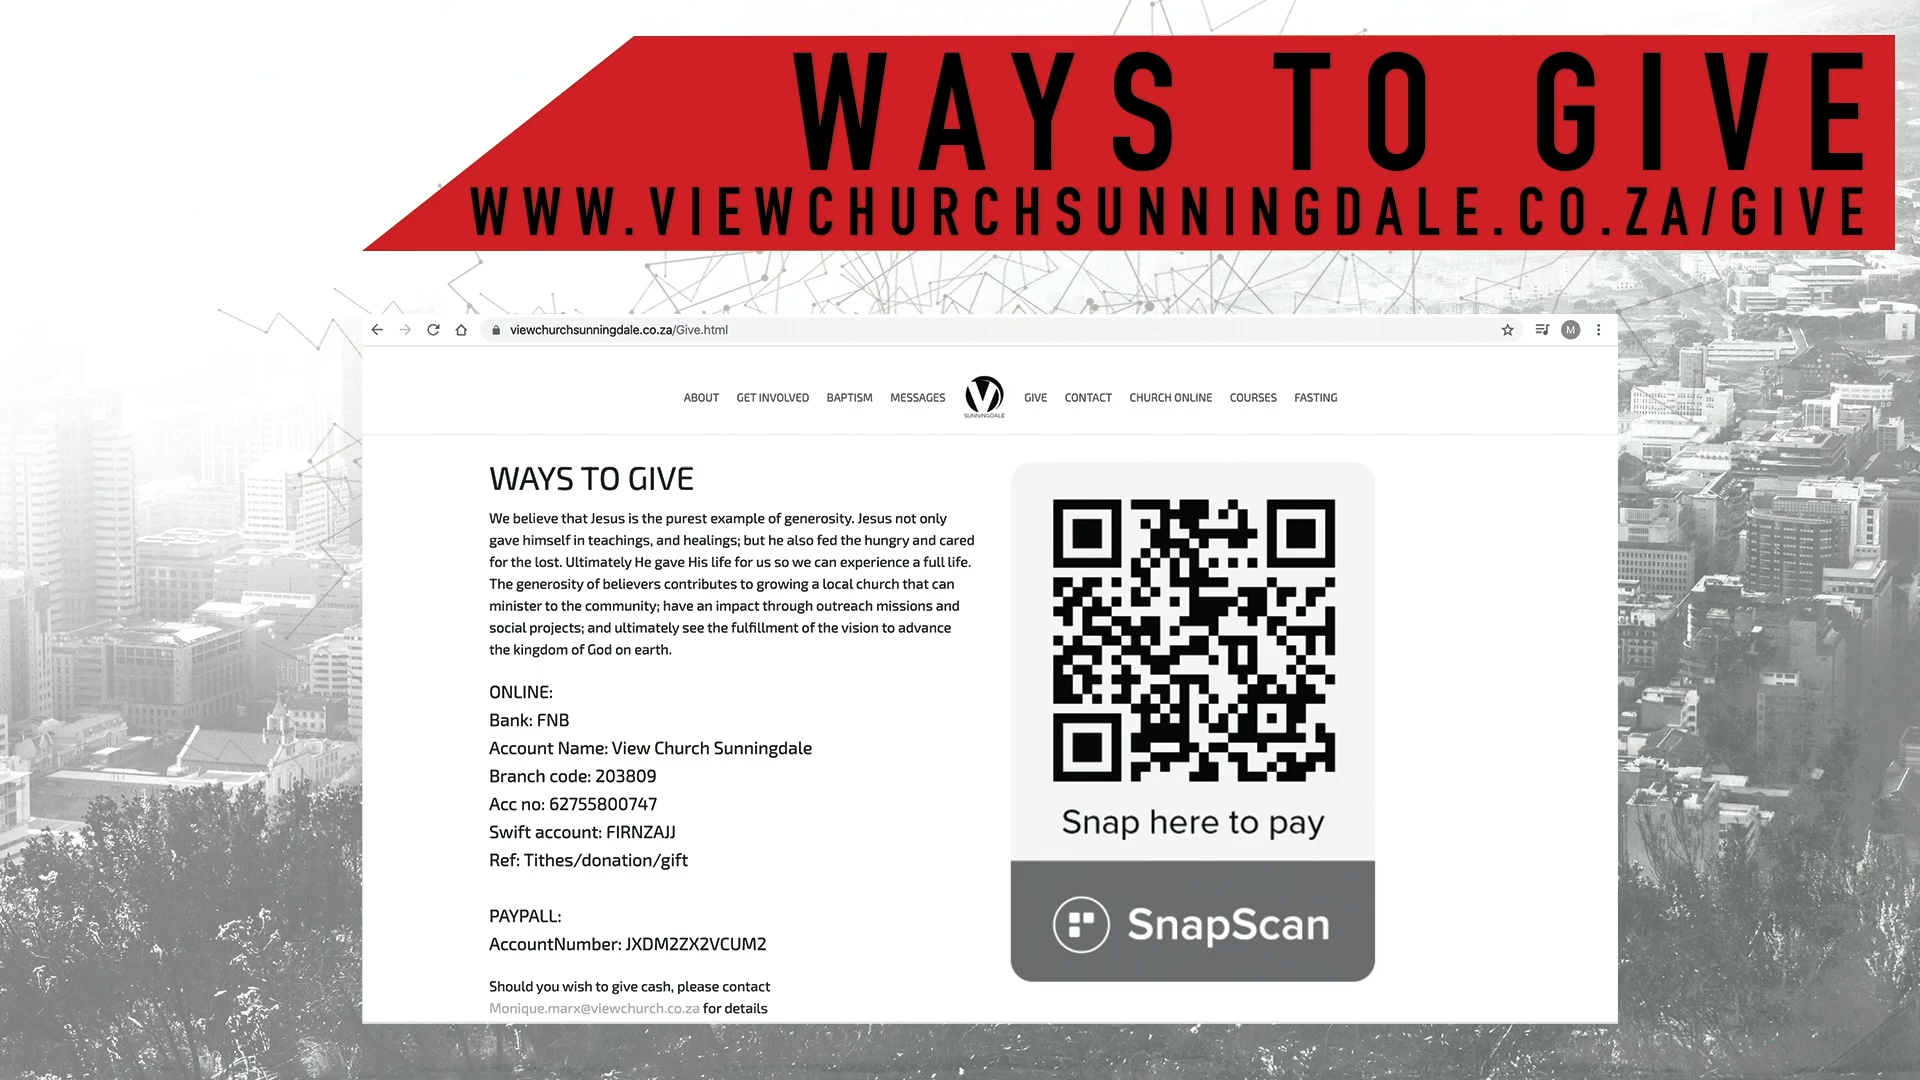 WAYS TO GIVE
WWW.VIEWCHURCHSUNNINGDALE.CO.ZA/GIVE
viewchurchsunningdale.co.za/Give.html
M
ABOUT GET INVOLVED BAPTISM MESSAGES SUNNINGDALE GIVE CONTACT CHURCH ONLINE COURSES FASTING
WAYS TO GIVE
We believe that Jesus is the purest example of generosity. Jesus not only
gave himself in teachings, and healings; but he also fed the hungry and cared
for the lost. Ultimately He gave His life for us so we can experience a full life.
The generosity of believers contributes to growing a local church that can
minister to the community; have an impact through outreach missions and
social projects; and ultimately see the fulfillment of the vision to advance
the kingdom of God on earth.
ONLINE:
Bank: FNB
Account Name: View Church Sunningdale
Branch code: 203809
Acc no: 62755800747
Swift account: FIRNZAJJ
Ref: Tithes/donation/gift
PAYPALL:
AccountNumber: JXDM2ZX2VCUM2
Should you wish to give cash, please contact
Monique.marx@viewchurch.co.za for details
Snap here to pay
SnapScan